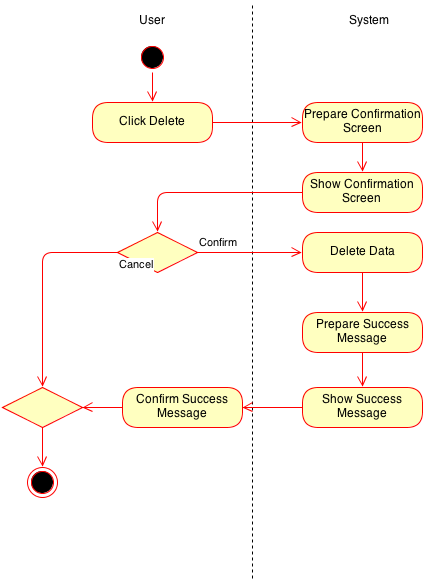 User
System
Click Delete
Prepare Confirmation
Screen
Show Confirmation
Screen
Confirm
Cancel
Delete Data
Prepare Success
Message
Confirm Success
Message
Show Success
Message